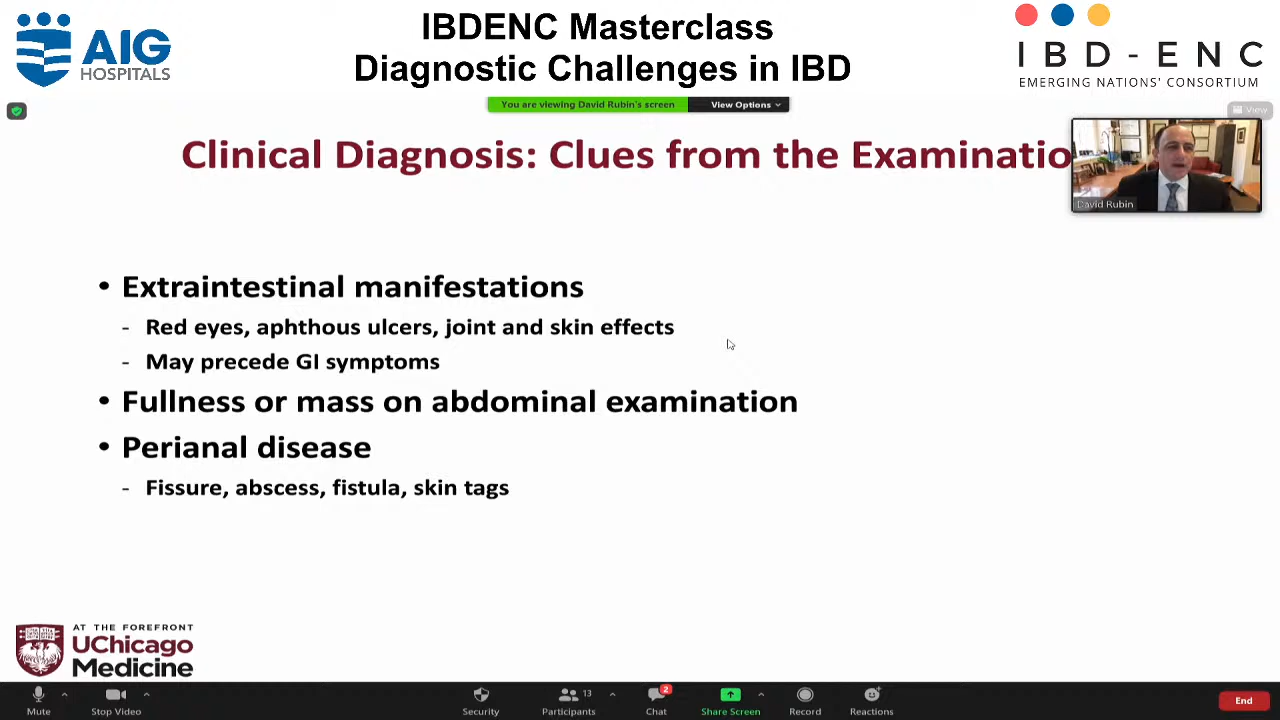 AIG
HOSPITALS
IBDENC Masterclass
Diagnostic Challenges in IBD
IBD-ENC
EMERGING NATIONS' CONSORTIUM
You are viewing David Rubin's screen
View Options
View
Clinical Diagnosis: Clues from the Examinatio
David Rubin
• Extraintestinal manifestations
- Red eyes, aphthous ulcers, joint and skin effects
- May precede GI symptoms
• Fullness or mass on abdominal examination
• Perianal disease
- Fissure, abscess, fistula, skin tags
AT THE FOREFRONT
UChicago
Medicine
Mute
Stop Video
Security
Participants
13
Chat
2
Share Screen
Record
Reactions
End